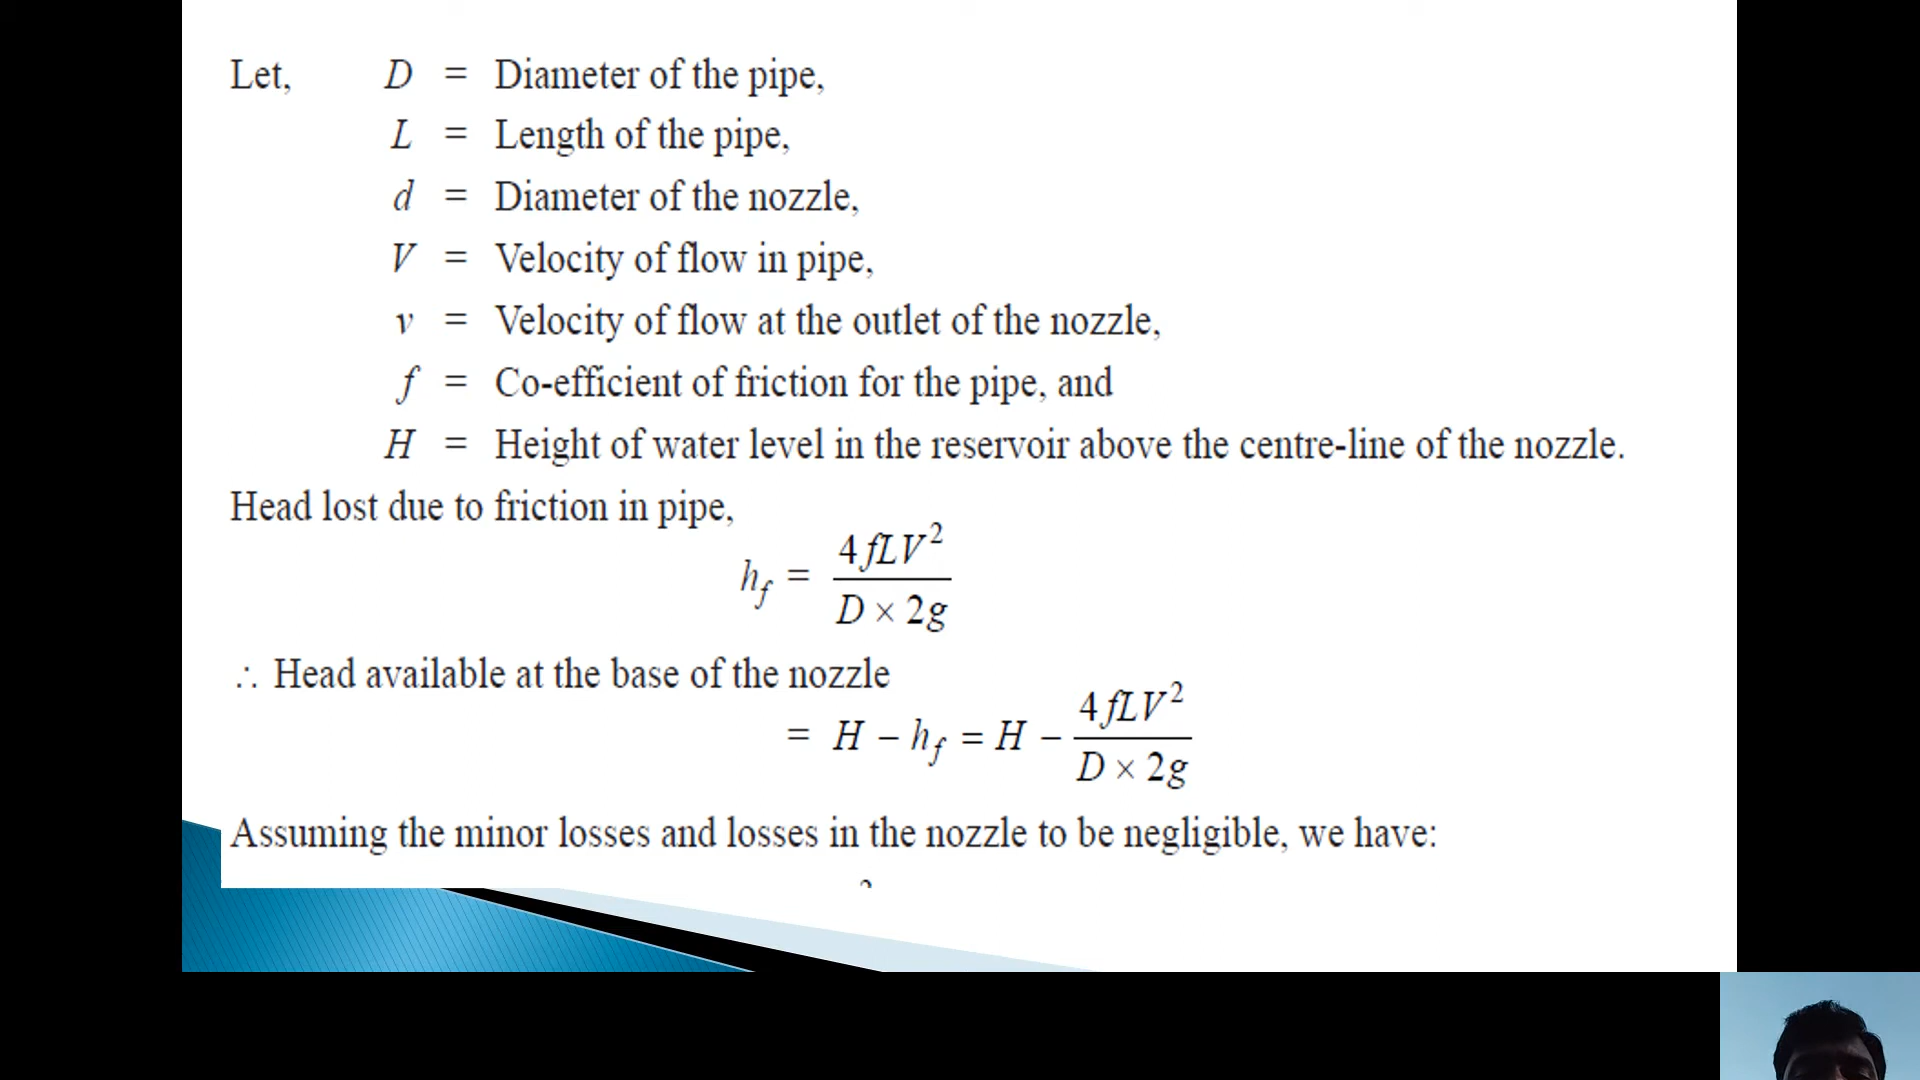 Let, D = Diameter of the pipe,
L = Length of the pipe,
d = Diameter of the nozzle,
V = Velocity of flow in pipe,
v = Velocity of flow at the outlet of the nozzle,
f = Co-efficient of friction for the pipe, and
H = Height of water level in the reservoir above the centre-line of the nozzle.
Head lost due to friction in pipe,
h_f = 4fLV² / (D × 2g)
∴ Head available at the base of the nozzle
= H − h_f = H − 4fLV² / (D × 2g)
Assuming the minor losses and losses in the nozzle to be negligible, we have: